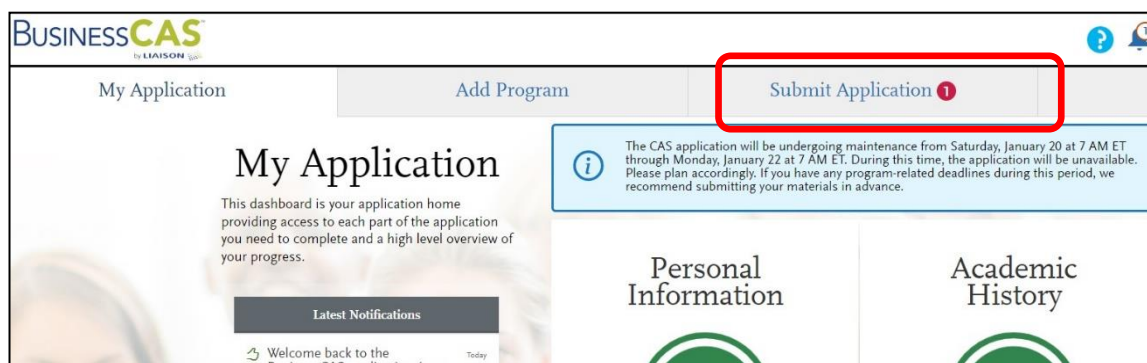 BUSINESSCAS
by LIAISON
My Application
Add Program
Submit Application 1
My Application
This dashboard is your application home
providing access to each part of the application
you need to complete and a high level overview of
your progress.
Latest Notifications
Welcome back to the
Today
The CAS application will be undergoing maintenance from Saturday, January 20 at 7 AM ET
through Monday, January 22 at 7 AM ET. During this time, the application will be unavailable.
Please plan accordingly. If you have any program-related deadlines during this period, we
recommend submitting your materials in advance.
Personal
Information
Academic
History